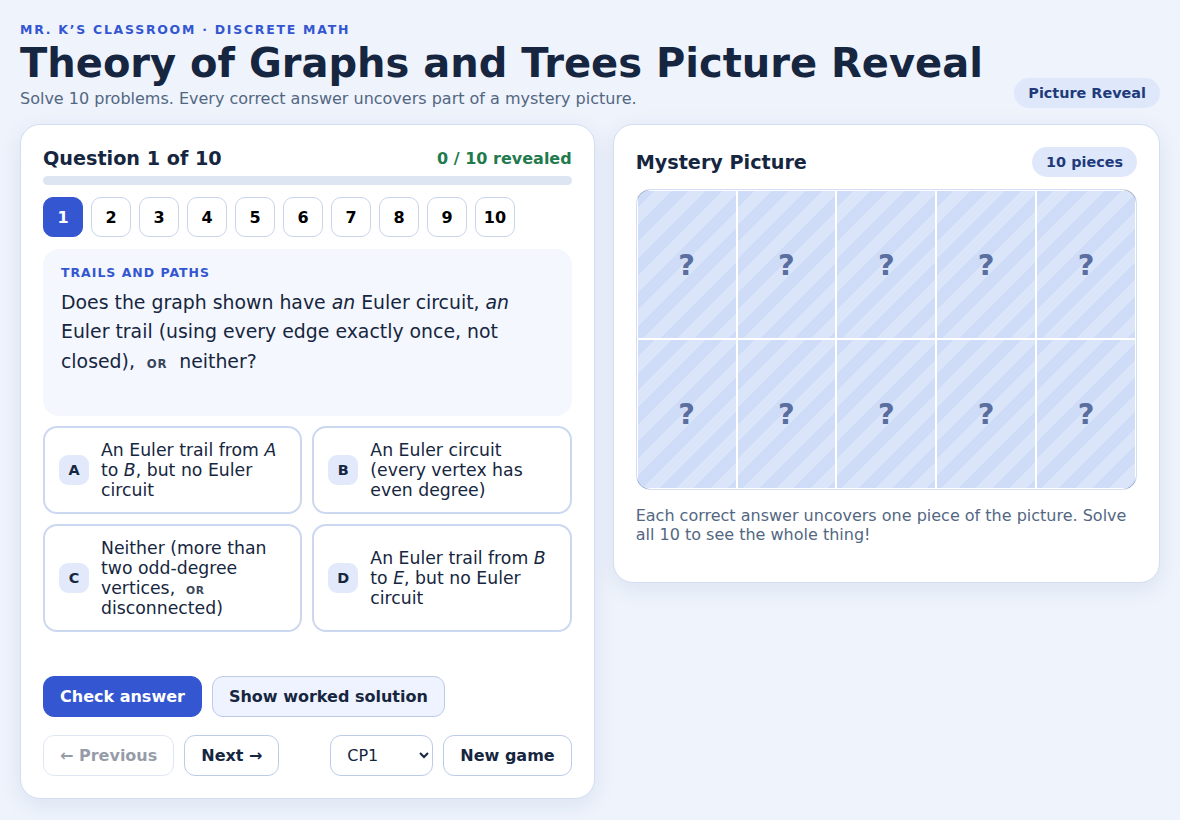 MR. K’S CLASSROOM · DISCRETE MATH
Theory of Graphs and Trees Picture Reveal
Solve 10 problems. Every correct answer uncovers part of a mystery picture.
Picture Reveal
Question 1 of 10
0 / 10 revealed
1 2 3 4 5 6 7 8 9 10
TRAILS AND PATHS
Does the graph shown have an Euler circuit, an
Euler trail (using every edge exactly once, not
closed), OR neither?
A
An Euler trail from A
to B, but no Euler
circuit
B
An Euler circuit
(every vertex has
even degree)
C
Neither (more than
two odd-degree
vertices, OR
disconnected)
D
An Euler trail from B
to E, but no Euler
circuit
Check answer
Show worked solution
← Previous
Next →
CP1
New game
Mystery Picture
10 pieces
? ? ? ? ?
? ? ? ? ?
Each correct answer uncovers one piece of the picture. Solve
all 10 to see the whole thing!